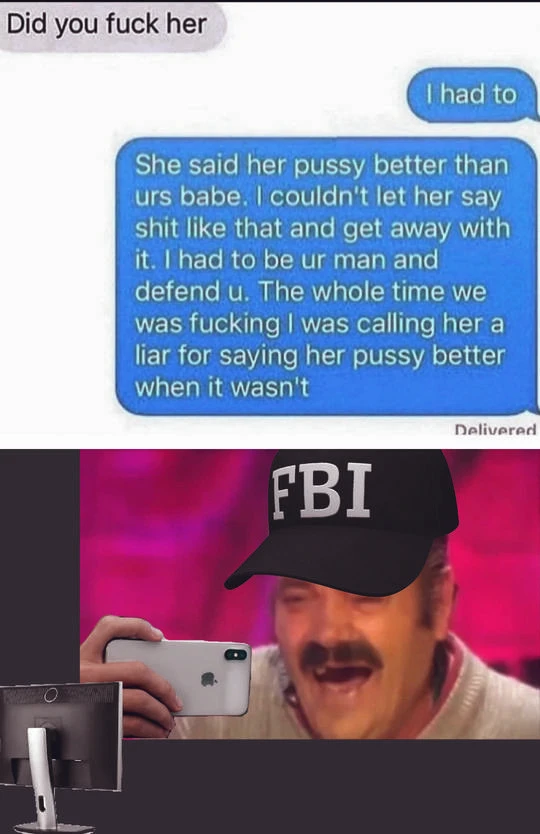 Did you fuck her
I had to
She said her pussy better than
urs babe. I couldn't let her say
shit like that and get away with
it. I had to be ur man and
defend u. The whole time we
was fucking I was calling her a
liar for saying her pussy better
when it wasn't
Delivered
FBI